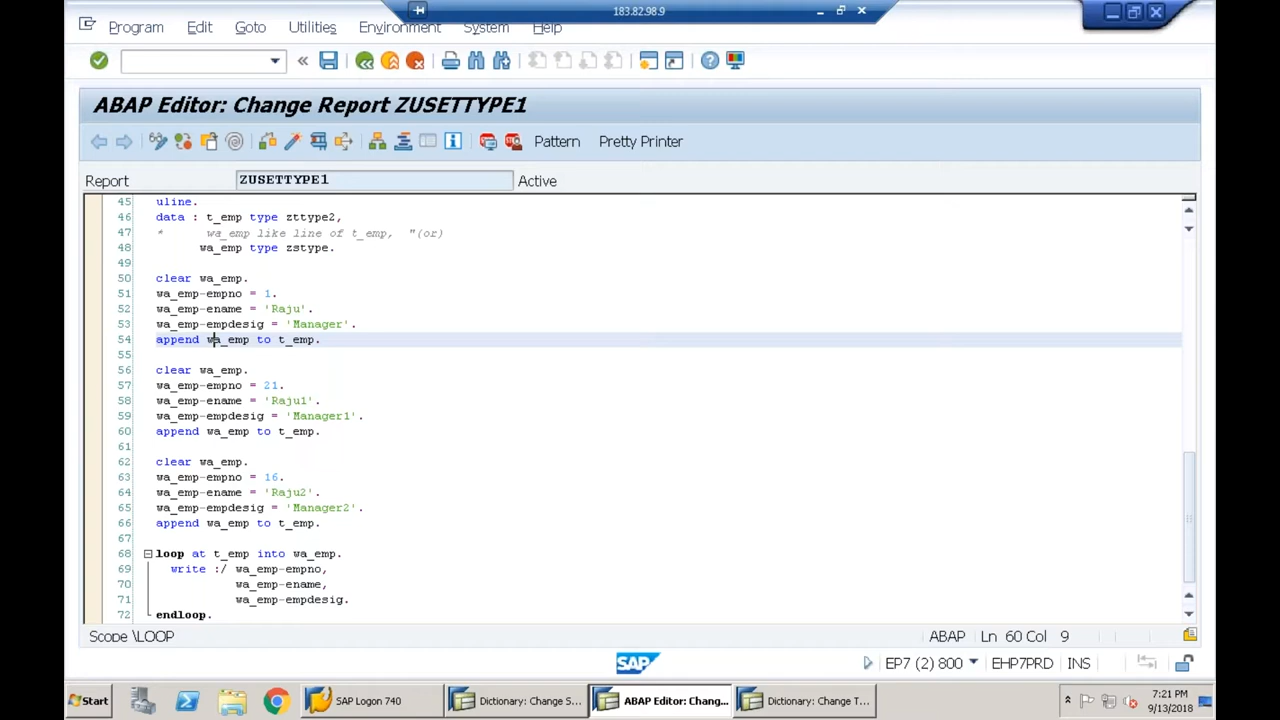 183.82.98.9
Program Edit Goto Utilities Environment System Help
ABAP Editor: Change Report ZUSETTYPE1
Pattern Pretty Printer
Report ZUSETTYPE1 Active
45 uline.
46 data : t_emp type zttype2,
47 * wa_emp like line of t_emp, "(or)
48 wa_emp type zstype.
49
50 clear wa_emp.
51 wa_emp-empno = 1.
52 wa_emp-ename = 'Raju'.
53 wa_emp-empdesig = 'Manager'.
54 append wa_emp to t_emp.
55
56 clear wa_emp.
57 wa_emp-empno = 21.
58 wa_emp-ename = 'Raju1'.
59 wa_emp-empdesig = 'Manager1'.
60 append wa_emp to t_emp.
61
62 clear wa_emp.
63 wa_emp-empno = 16.
64 wa_emp-ename = 'Raju2'.
65 wa_emp-empdesig = 'Manager2'.
66 append wa_emp to t_emp.
67
68 loop at t_emp into wa_emp.
69 write :/ wa_emp-empno,
70 wa_emp-ename,
71 wa_emp-empdesig.
72 endloop.
Scope \LOOP ABAP Ln 60 Col 9
SAP EP7 (2) 800 EHP7PRD INS
Start SAP Logon 740 Dictionary: Change S... ABAP Editor: Chang... Dictionary: Change T... 7:21 PM
9/13/2018